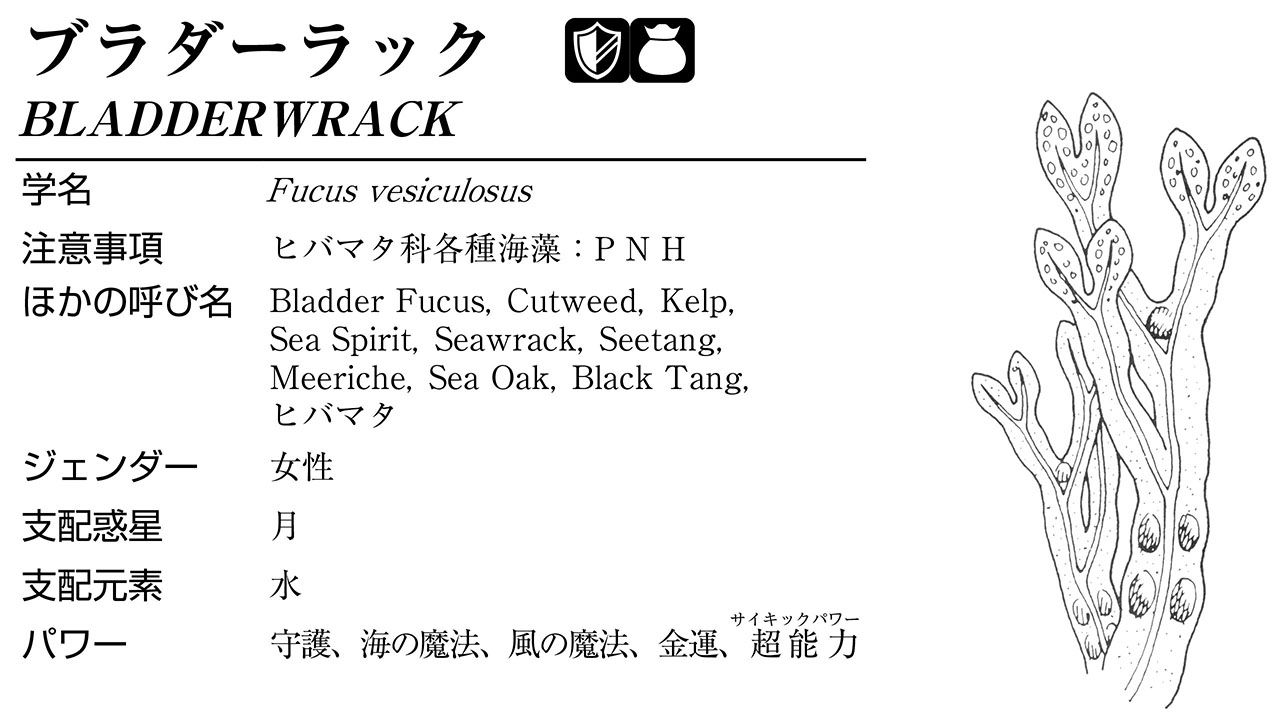 ブラダーラック
BLADDERWRACK
学名 Fucus vesiculosus
注意事項 ヒバマタ科各種海藻：P N H
ほかの呼び名 Bladder Fucus, Cutweed, Kelp,
Sea Spirit, Seawrack, Seetang,
Meeriche, Sea Oak, Black Tang,
ヒバマタ
ジェンダー 女性
支配惑星 月
支配元素 水
サイキックパワー
パワー 守護、海の魔法、風の魔法、金運、超能力